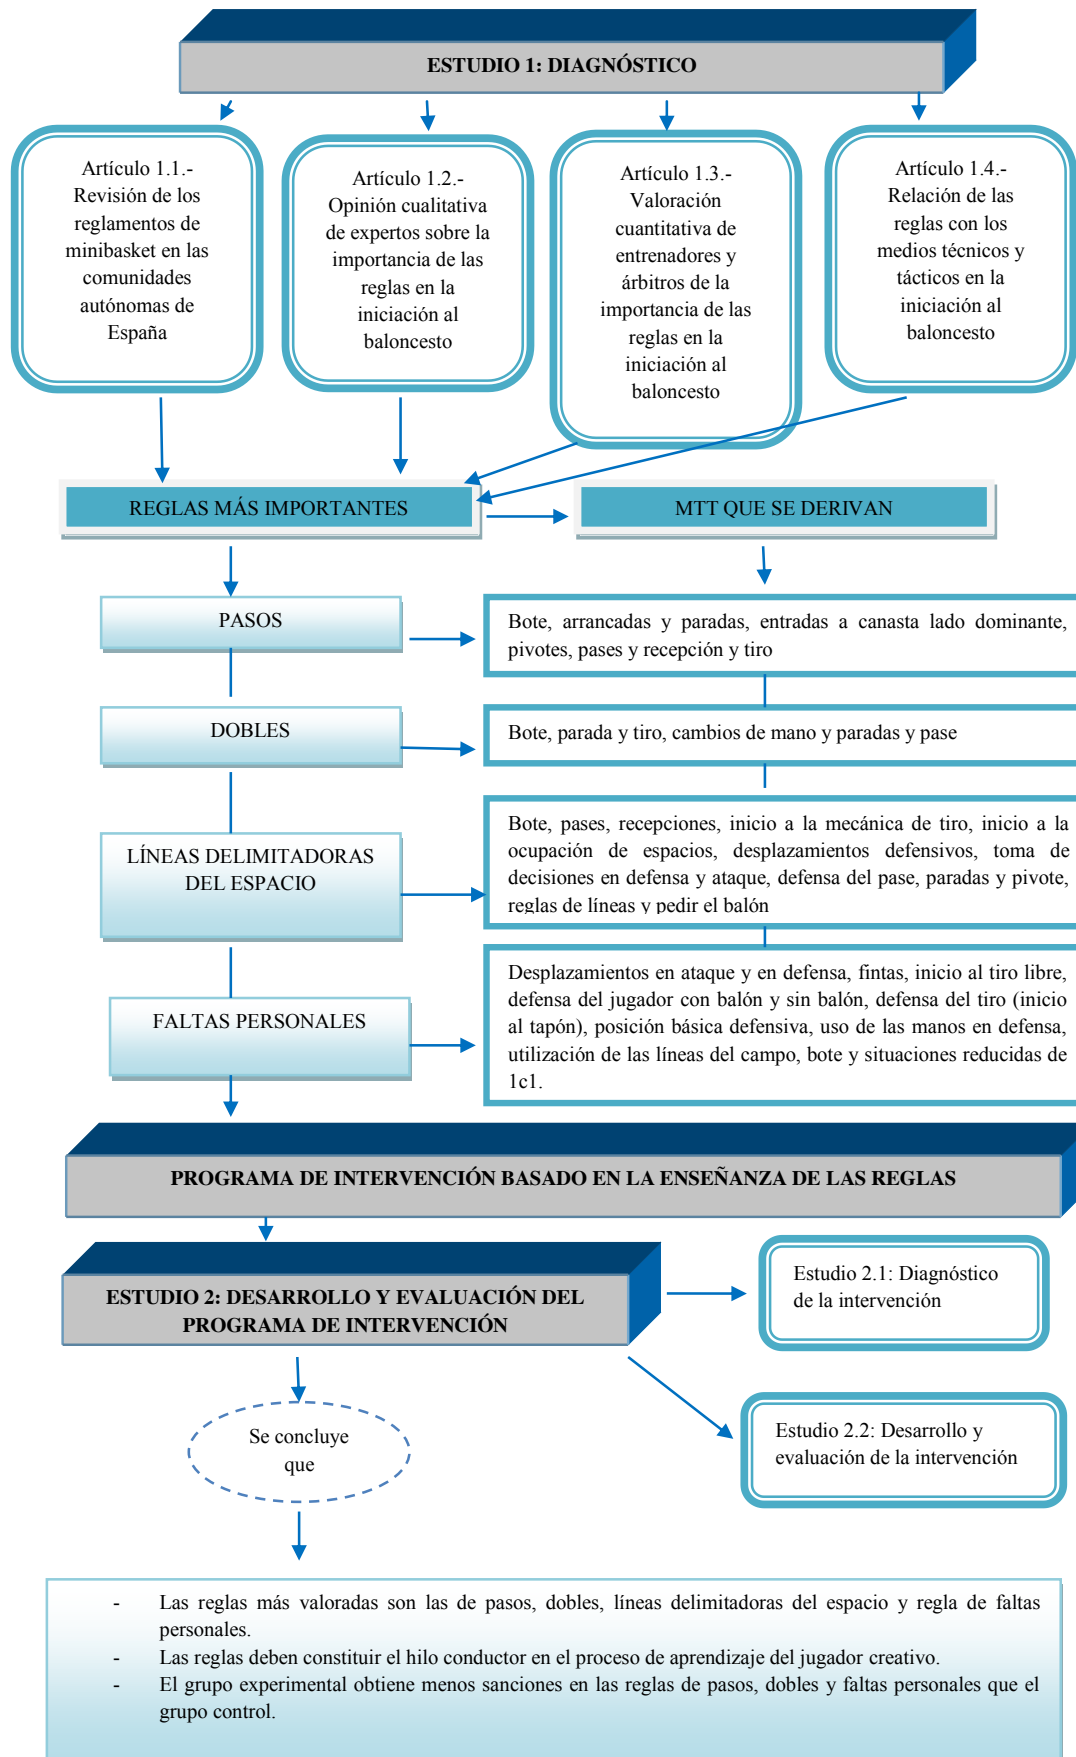 ESTUDIO 1: DIAGNÓSTICO
Artículo 1.1.-
Revisión de los
reglamentos de
minibasket en las
comunidades
autónomas de
España
Artículo 1.2.-
Opinión cualitativa
de expertos sobre la
importancia de las
reglas en la
iniciación al
baloncesto
Artículo 1.3.-
Valoración
cuantitativa de
entrenadores y
árbitros de la
importancia de las
reglas en la
iniciación al
baloncesto
Artículo 1.4.-
Relación de las
reglas con los
medios técnicos y
tácticos en la
iniciación al
baloncesto
REGLAS MÁS IMPORTANTES
MTT QUE SE DERIVAN
PASOS
Bote, arrancadas y paradas, entradas a canasta lado dominante,
pivotes, pases y recepción y tiro
DOBLES
Bote, parada y tiro, cambios de mano y paradas y pase
LÍNEAS DELIMITADORAS
DEL ESPACIO
Bote, pases, recepciones, inicio a la mecánica de tiro, inicio a la
ocupación de espacios, desplazamientos defensivos, toma de
decisiones en defensa y ataque, defensa del pase, paradas y pivote,
reglas de líneas y pedir el balón
FALTAS PERSONALES
Desplazamientos en ataque y en defensa, fintas, inicio al tiro libre,
defensa del jugador con balón y sin balón, defensa del tiro (inicio
al tapón), posición básica defensiva, uso de las manos en defensa,
utilización de las líneas del campo, bote y situaciones reducidas de
1c1.
PROGRAMA DE INTERVENCIÓN BASADO EN LA ENSEÑANZA DE LAS REGLAS
ESTUDIO 2: DESARROLLO Y EVALUACIÓN DEL
PROGRAMA DE INTERVENCIÓN
Estudio 2.1: Diagnóstico
de la intervención
Estudio 2.2: Desarrollo y
evaluación de la intervención
Se concluye
que
- Las reglas más valoradas son las de pasos, dobles, líneas delimitadoras del espacio y regla de faltas
personales.
- Las reglas deben constituir el hilo conductor en el proceso de aprendizaje del jugador creativo.
- El grupo experimental obtiene menos sanciones en las reglas de pasos, dobles y faltas personales que el
grupo control.